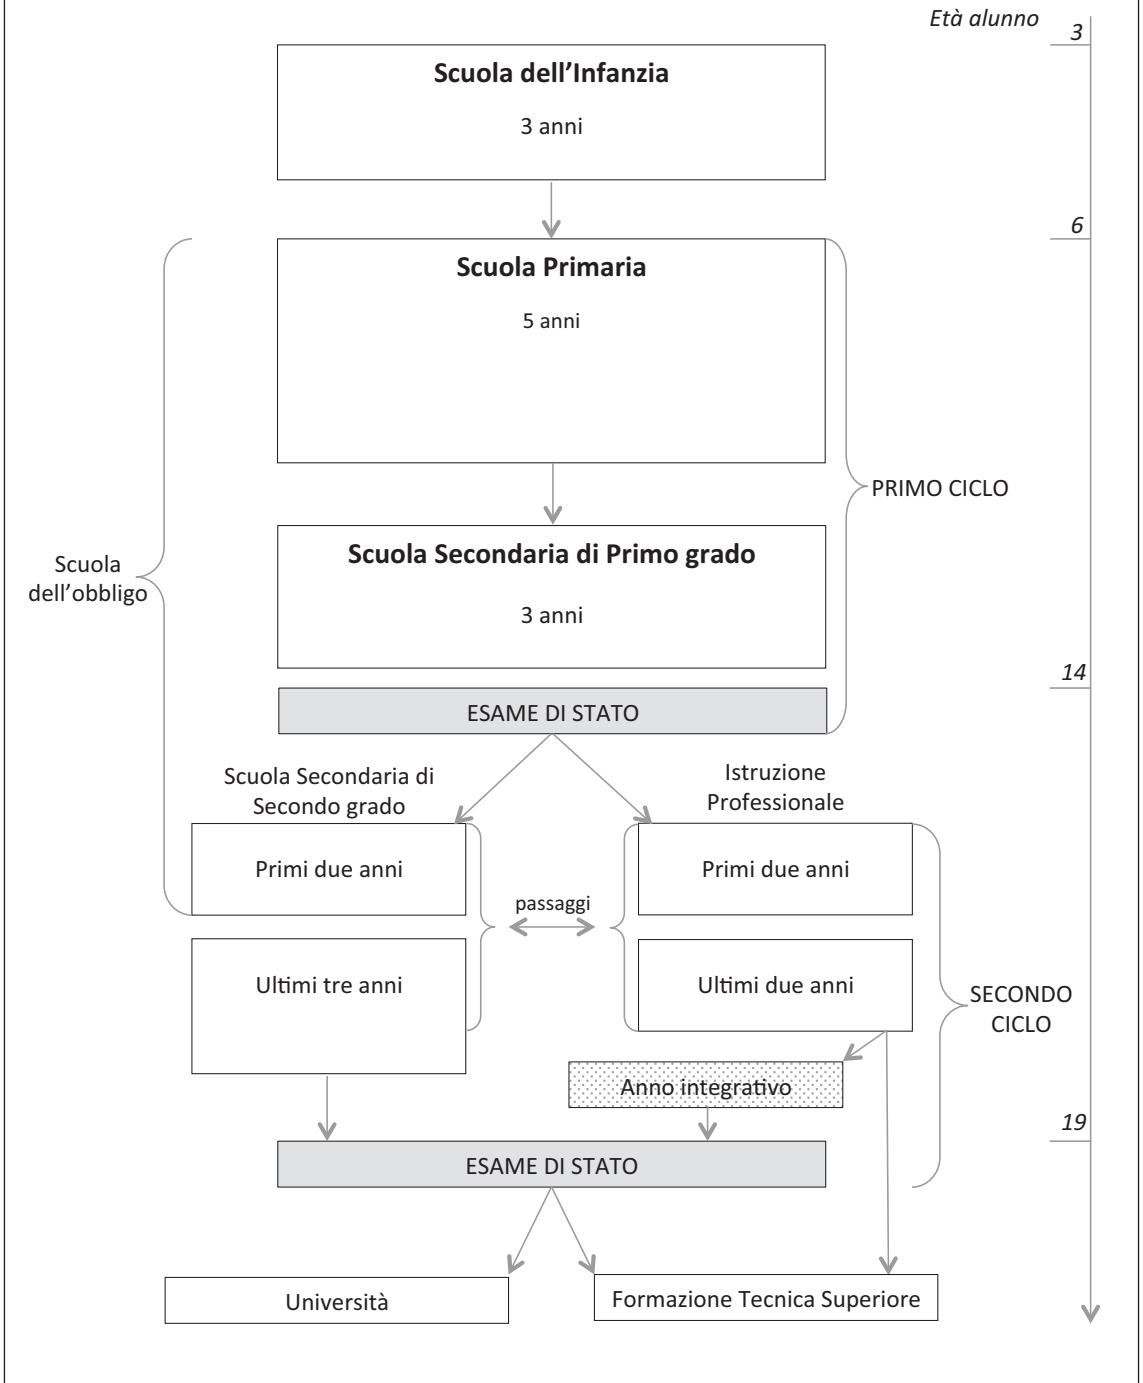 Età alunno
3
Scuola dell'Infanzia
3 anni
6
Scuola Primaria
5 anni
PRIMO CICLO
Scuola Secondaria di Primo grado
Scuola
dell'obbligo
3 anni
14
ESAME DI STATO
Scuola Secondaria di
Secondo grado
Istruzione
Professionale
Primi due anni
Primi due anni
passaggi
Ultimi tre anni
Ultimi due anni
SECONDO
CICLO
Anno integrativo
19
ESAME DI STATO
Università
Formazione Tecnica Superiore